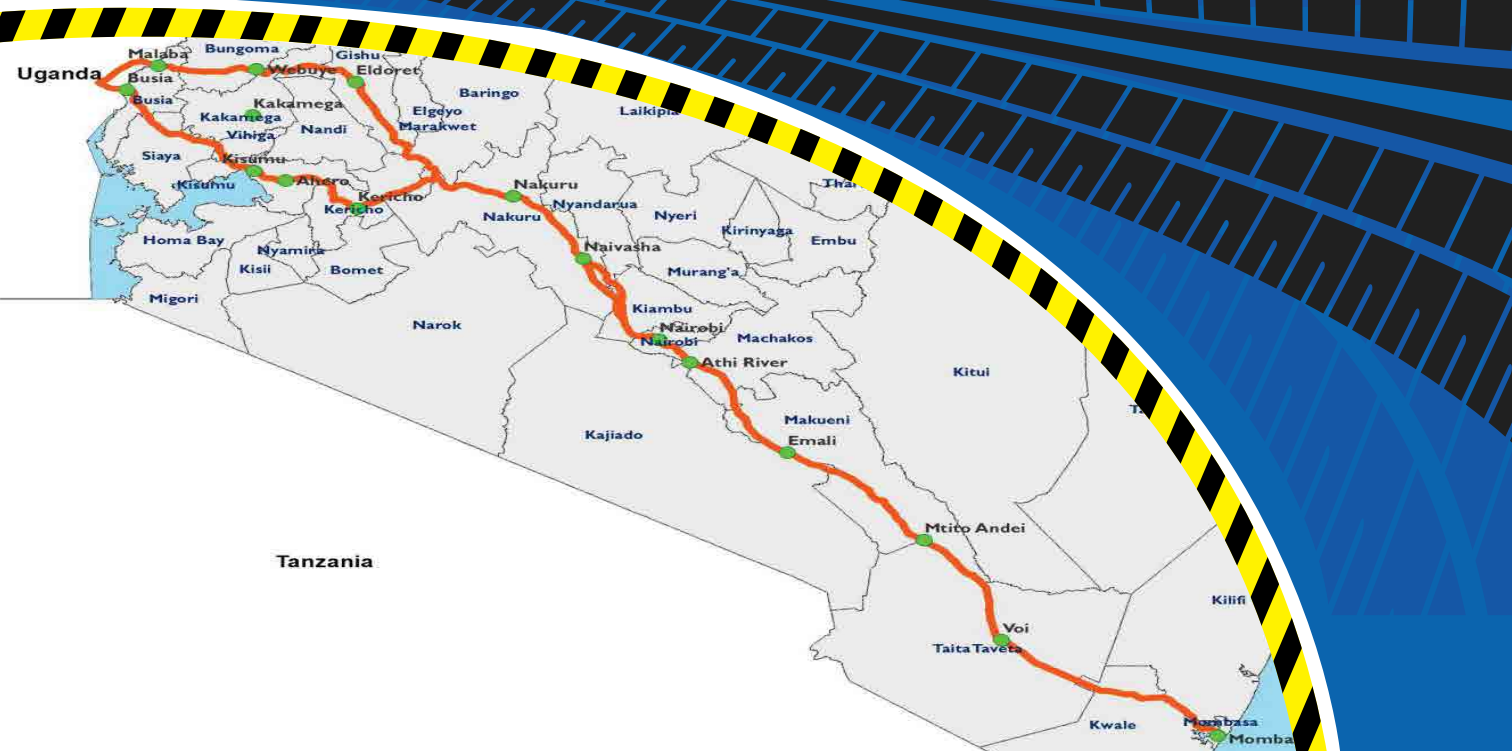 Malaba
Bungoma
Gishu
Uganda
Webuye
Eldoret
Busia
Baringo
Busia
Kakamega
Elgeyo
Marakwet
Laikipia
Kakamega
Nandi
Vihiga
Siaya
Kisumu
Ahero
Kisumu
Kericho
Kericho
Nakuru
Nakuru
Nyandarua
Nyeri
Kirinyaga
Embu
Homa Bay
Nyamira
Kisii
Bomet
Naivasha
Murang'a
Migori
Narok
Kiambu
Nairobi
Nairobi
Machakos
Athi River
Kitui
Kajiado
Makueni
Emali
Mtito Andei
Tanzania
Kilifi
Voi
Taita Taveta
Kwale
Mombasa
Momba